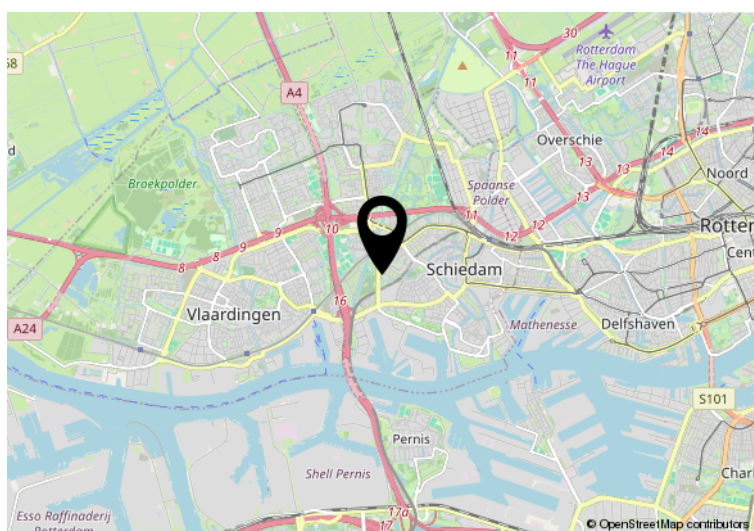 30
11
Rotterdam
The Hague
Airport
58
A4
11
Overschie
14
13
14
Noord
Broekpolder
13
Spaanse
Polder
12
11
12
10
9
9
8
8
Schiedam
16
Vlaardingen
A24
Mathenesse
Delfshaven
S101
Pernis
Shell Pernis
Esso Raffinaderij
17a
17
© OpenStreetMap contributors